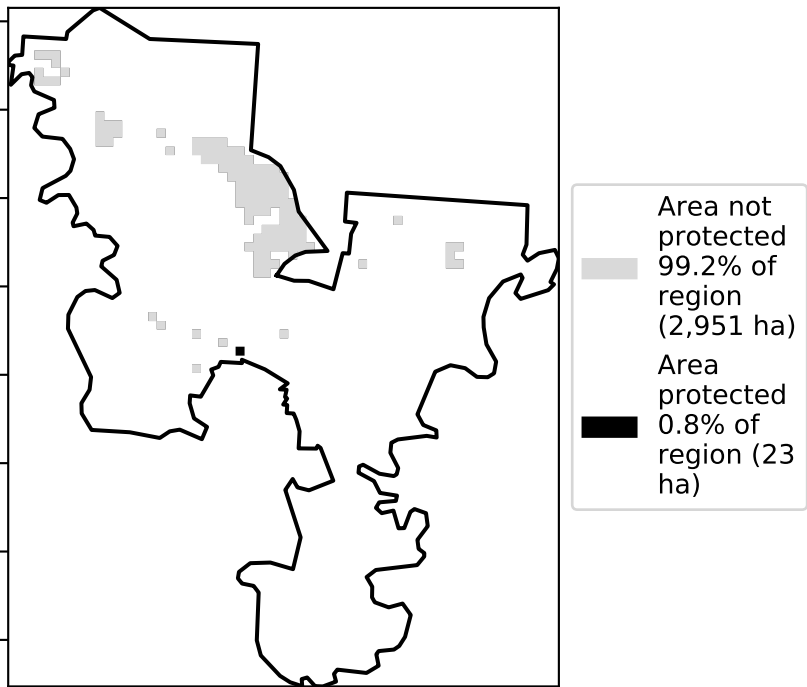 Area not
protected
99.2% of
region
(2,951 ha)
Area
protected
0.8% of
region (23
ha)